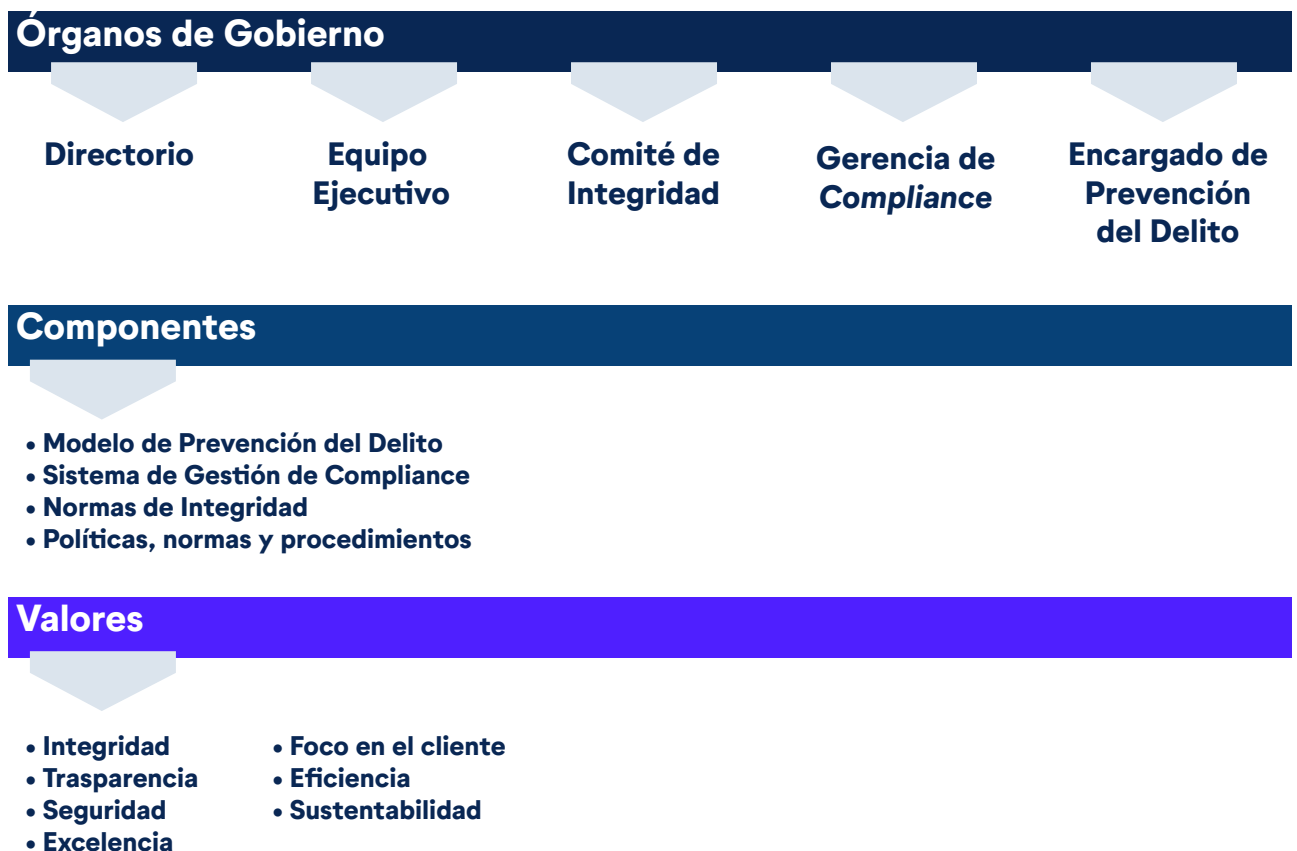 Órganos de Gobierno
Directorio
Equipo
Ejecutivo
Comité de
Integridad
Gerencia de
Compliance
Encargado de
Prevención
del Delito
Componentes
• Modelo de Prevención del Delito
• Sistema de Gestión de Compliance
• Normas de Integridad
• Políticas, normas y procedimientos
Valores
• Integridad
• Trasparencia
• Seguridad
• Excelencia
• Foco en el cliente
• Eficiencia
• Sustentabilidad